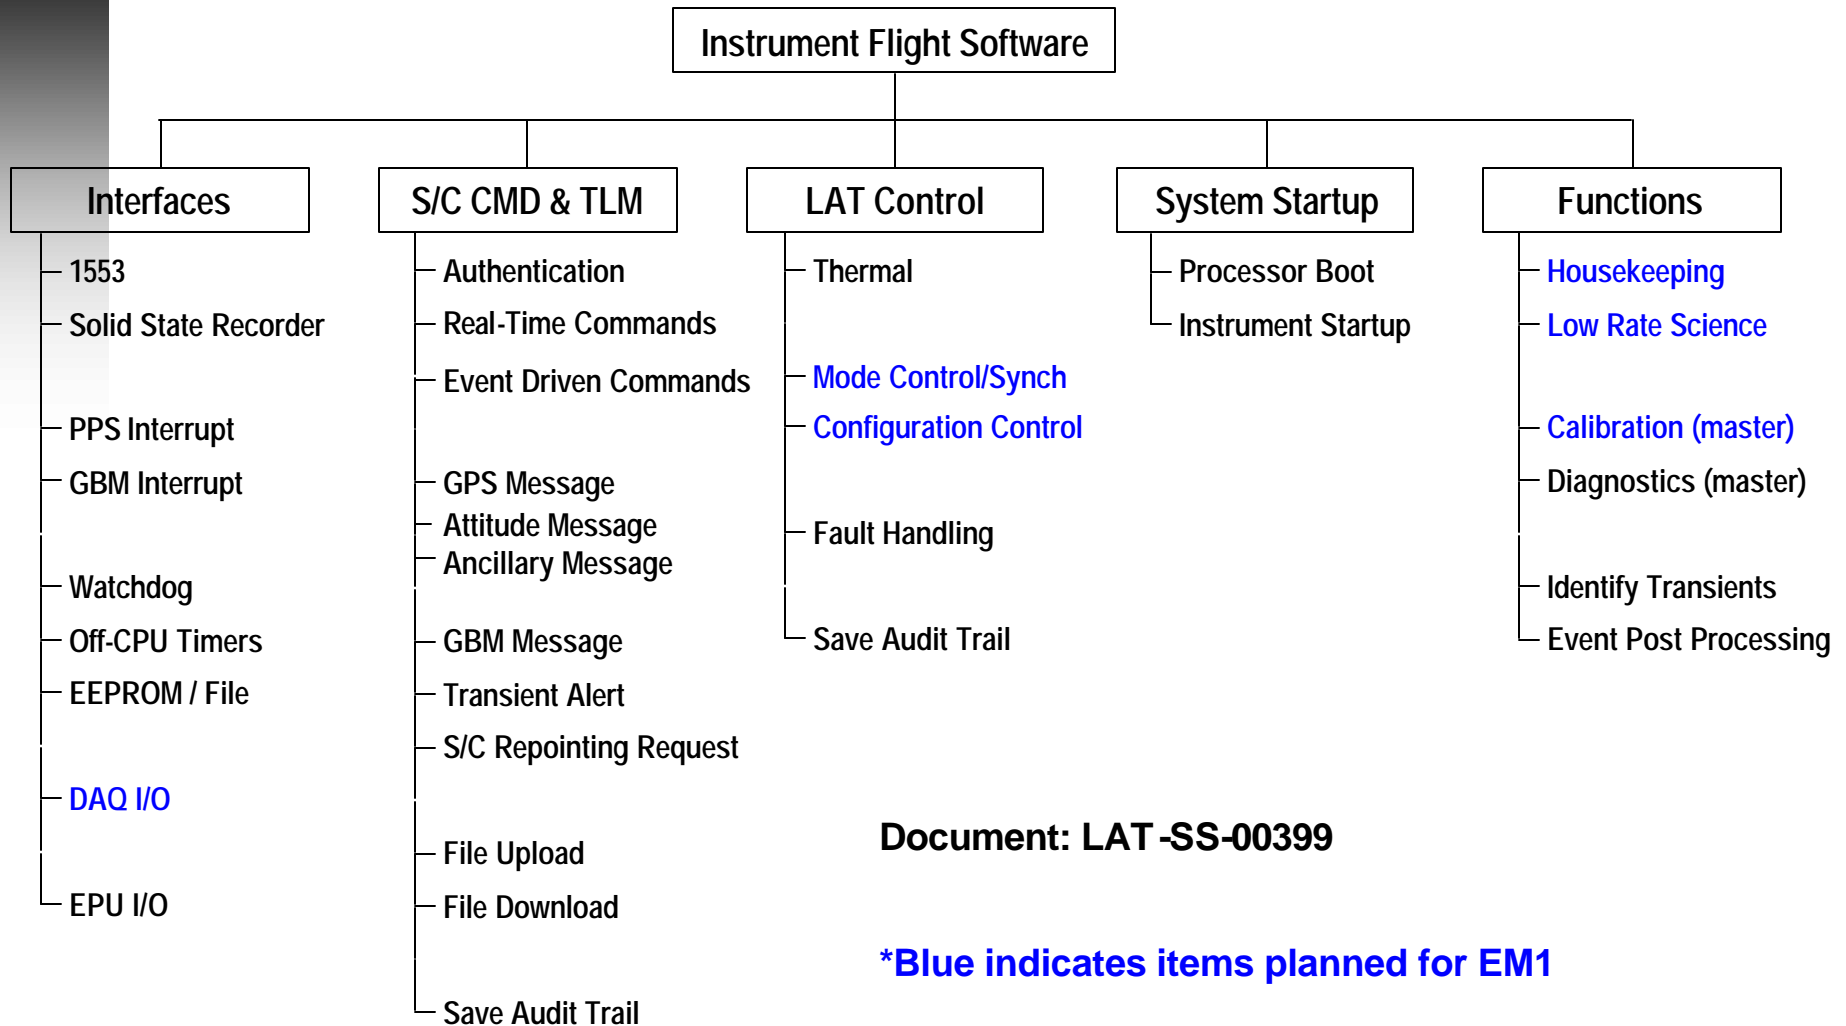 Instrument Flight Software
Interfaces
1553
Solid State Recorder
PPS Interrupt
GBM Interrupt
Watchdog
Off-CPU Timers
EEPROM / File
DAQ I/O
EPU I/O
S/C CMD & TLM
Authentication
Real-Time Commands
Event Driven Commands
GPS Message
Attitude Message
Ancillary Message
GBM Message
Transient Alert
S/C Repointing Request
File Upload
File Download
Save Audit Trail
LAT Control
Thermal
Mode Control/Synch
Configuration Control
Fault Handling
Save Audit Trail
System Startup
Processor Boot
Instrument Startup
Functions
Housekeeping
Low Rate Science
Calibration (master)
Diagnostics (master)
Identify Transients
Event Post Processing
Document: LAT-SS-00399
*Blue indicates items planned for EM1